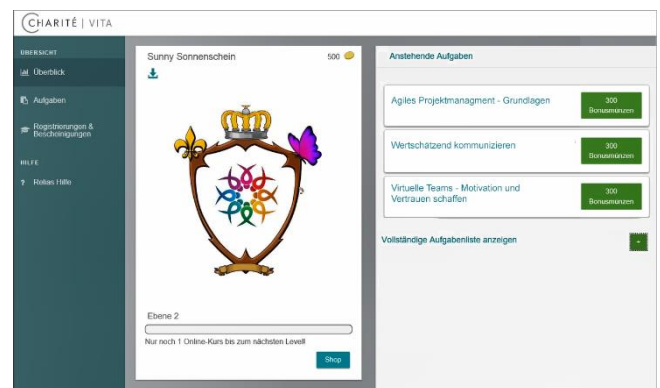 CHARITÉ | VITA
ÜBERSICHT
Überblick
Aufgaben
Registrierungen &
Bescheinigungen
HILFE
? Relias Hilfe
Sunny Sonnenschein
500
Ebene 2
Nur noch 1 Online-Kurs bis zum nächsten Level!
Shop
Anstehende Aufgaben
Agiles Projektmanagment - Grundlagen
300
Bonusmünzen
Wertschätzend kommunizieren
300
Bonusmünzen
Virtuelle Teams - Motivation und
Vertrauen schaffen
300
Bonusmünzen
Vollständige Aufgabenliste anzeigen